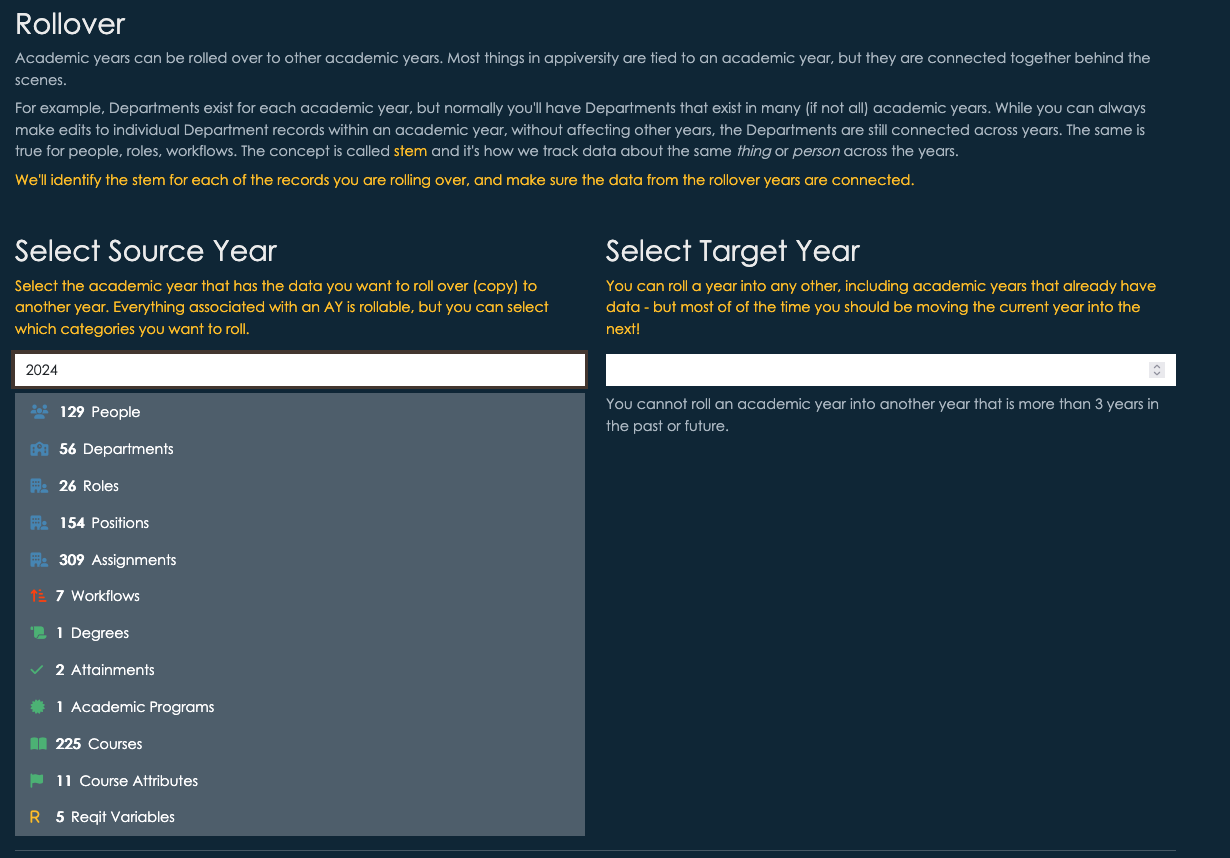 Rollover
Academic years can be rolled over to other academic years. Most things in appiversity are tied to an academic year, but they are connected together behind the
scenes.
For example, Departments exist for each academic year, but normally you'll have Departments that exist in many (if not all) academic years. While you can always
make edits to individual Department records within an academic year, without affecting other years, the Departments are still connected across years. The same is
true for people, roles, workflows. The concept is called stem and it's how we track data about the same thing or person across the years.
We'll identify the stem for each of the records you are rolling over, and make sure the data from the rollover years are connected.
Select Source Year
Select the academic year that has the data you want to roll over (copy) to
another year. Everything associated with an AY is rollable, but you can select
which categories you want to roll.
2024
129 People
56 Departments
26 Roles
154 Positions
309 Assignments
7 Workflows
1 Degrees
2 Attainments
1 Academic Programs
225 Courses
11 Course Attributes
R 5 Reqit Variables
Select Target Year
You can roll a year into any other, including academic years that already have
data - but most of of the time you should be moving the current year into the
next!
You cannot roll an academic year into another year that is more than 3 years in
the past or future.